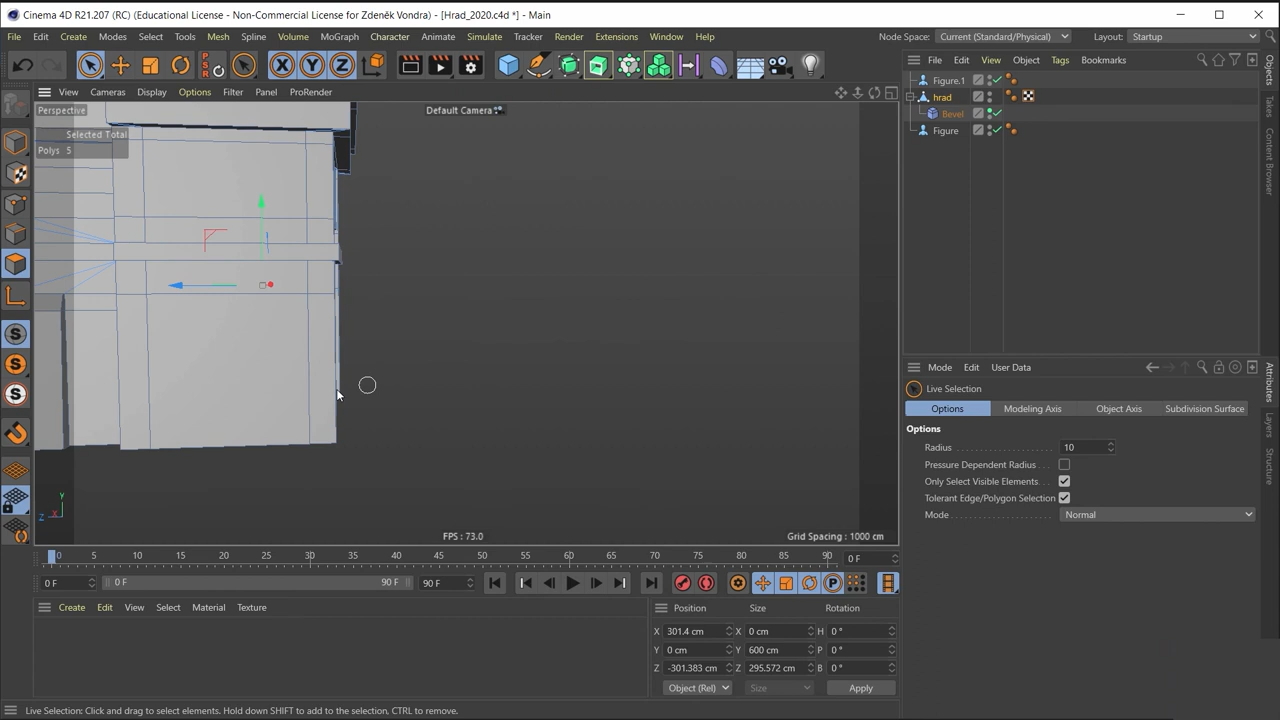 Cinema 4D R21.207 (RC) (Educational License - Non-Commercial License for Zdeněk Vondra) - [Hrad_2020.c4d *] - Main
File Edit Create Modes Select Tools Mesh Spline Volume MoGraph Character Animate Simulate Tracker Render Extensions Window Help
Node Space: Current (Standard/Physical) Layout: Startup
X Y Z
View Cameras Display Options Filter Panel ProRender
File Edit View Object Tags Bookmarks
Figure.1
hrad
Bevel
Figure
Objects
Takes
Content Browser
Perspective
Default Camera
Selected Total
Polys 5
Mode Edit User Data
Live Selection
Options Modeling Axis Object Axis Subdivision Surface
Options
Radius 10
Pressure Dependent Radius
Only Select Visible Elements
Tolerant Edge/Polygon Selection
Mode Normal
Attributes
Layers
Structure
S
S
S
Y
Z X
FPS : 73.0
Grid Spacing : 1000 cm
0 5 10 15 20 25 30 35 40 45 50 55 60 65 70 75 80 85 90 0 F
0 F 0 F 90 F 90 F
P
Create Edit View Select Material Texture
Position Size Rotation
X 301.4 cm X 0 cm H 0 °
Y 0 cm Y 600 cm P 0 °
Z -301.383 cm Z 295.572 cm B 0 °
Object (Rel) Size Apply
Live Selection: Click and drag to select elements. Hold down SHIFT to add to the selection, CTRL to remove.